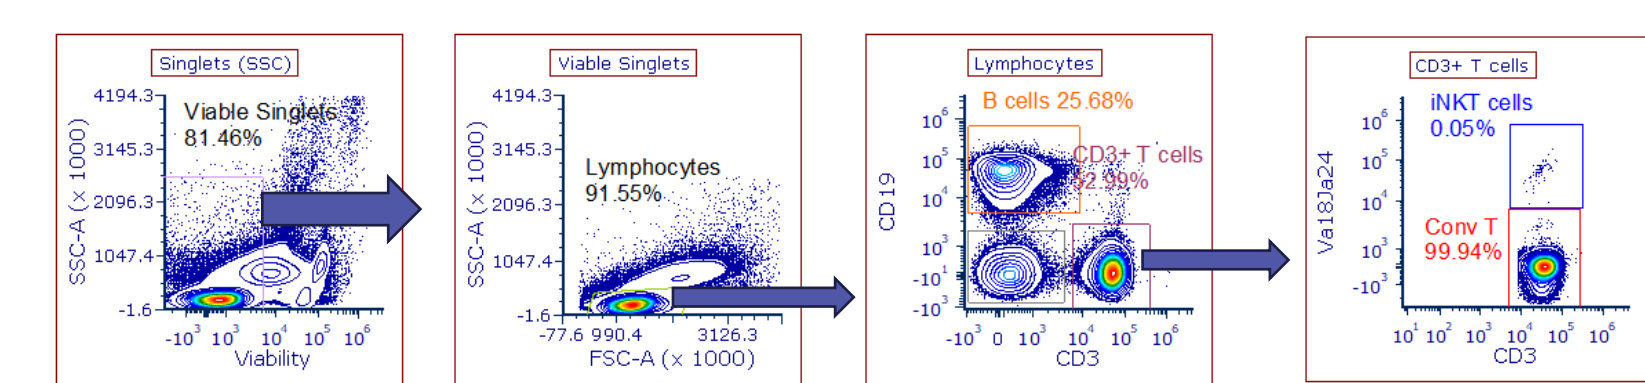 Singlets (SSC)
4194.3
3145.3
2096.3
1047.4
-1.6
SSC-A (x 1000)
Viable Singlets
81.46%
-10³ 10³ 10⁴ 10⁵ 10⁶
Viability
Viable Singlets
4194.3
3145.3
2096.3
1047.4
-1.6
SSC-A (x 1000)
Lymphocytes
91.55%
-77.6 990.4 3126.3
FSC-A (x 1000)
Lymphocytes
B cells 25.68%
10⁶
10⁵
10⁴
10³
-10¹
-10³
CD19
CD3+ T cells
52.99%
-10³ 0 10³ 10⁴ 10⁵ 10⁶
CD3
CD3+ T cells
iNKT cells
0.05%
10⁶
10⁵
10⁴
10³
-10³
Va18Ja24
Conv T
99.94%
10¹ 10² 10³ 10⁴ 10⁵ 10⁶
CD3